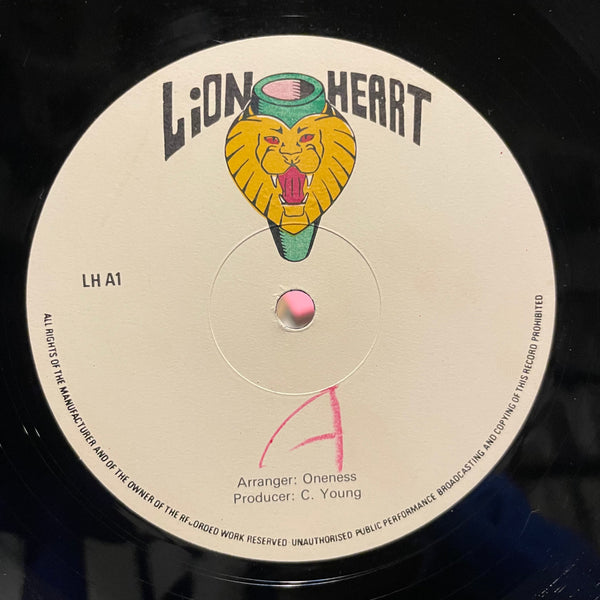 LiON HEART
LH A1
A
Arranger: Oneness
Producer: C. Young
ALL RIGHTS OF THE MANUFACTURER AND OF THE OWNER OF THE RECORDED WORK RESERVED·UNAUTHORISED PUBLIC PERFORMANCE BROADCASTING AND COPYING OF THIS RECORD PROHIBITED